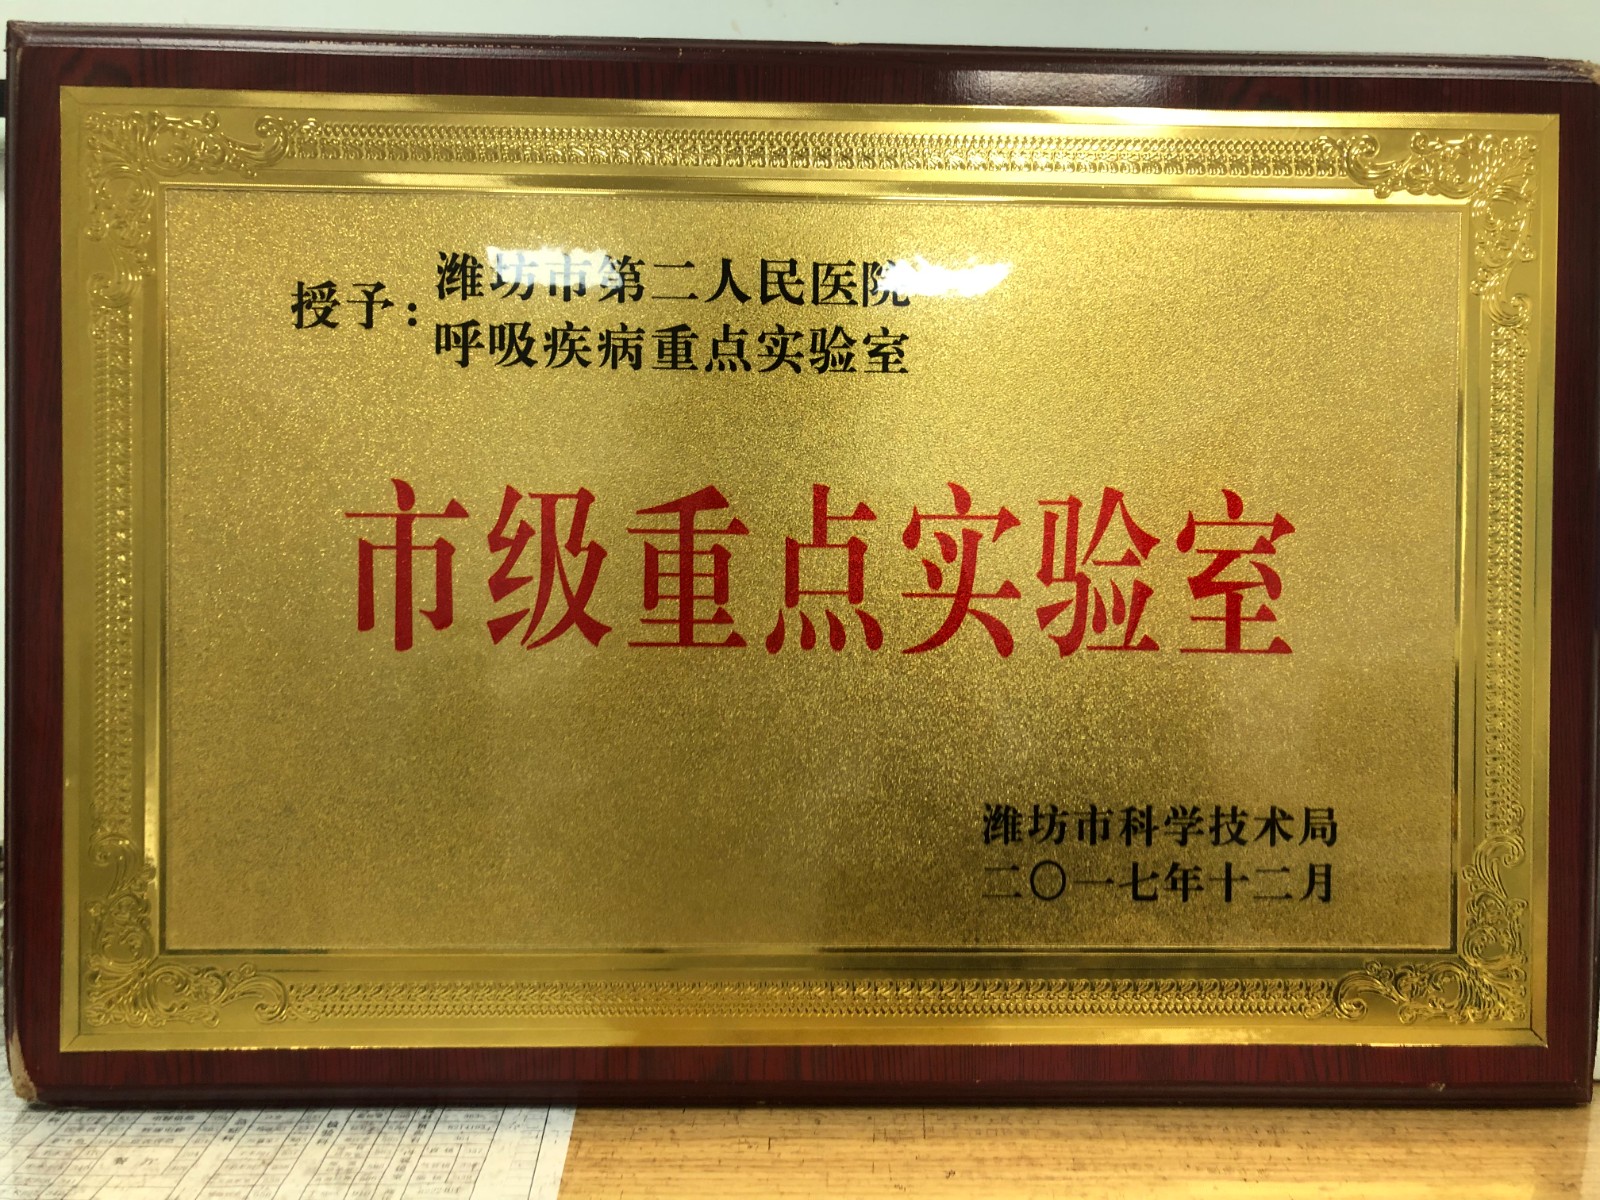 授予:
潍坊市第二人民医院
呼吸疾病重点实验室
市级重点实验室
潍坊市科学技术局
二〇一七年十二月